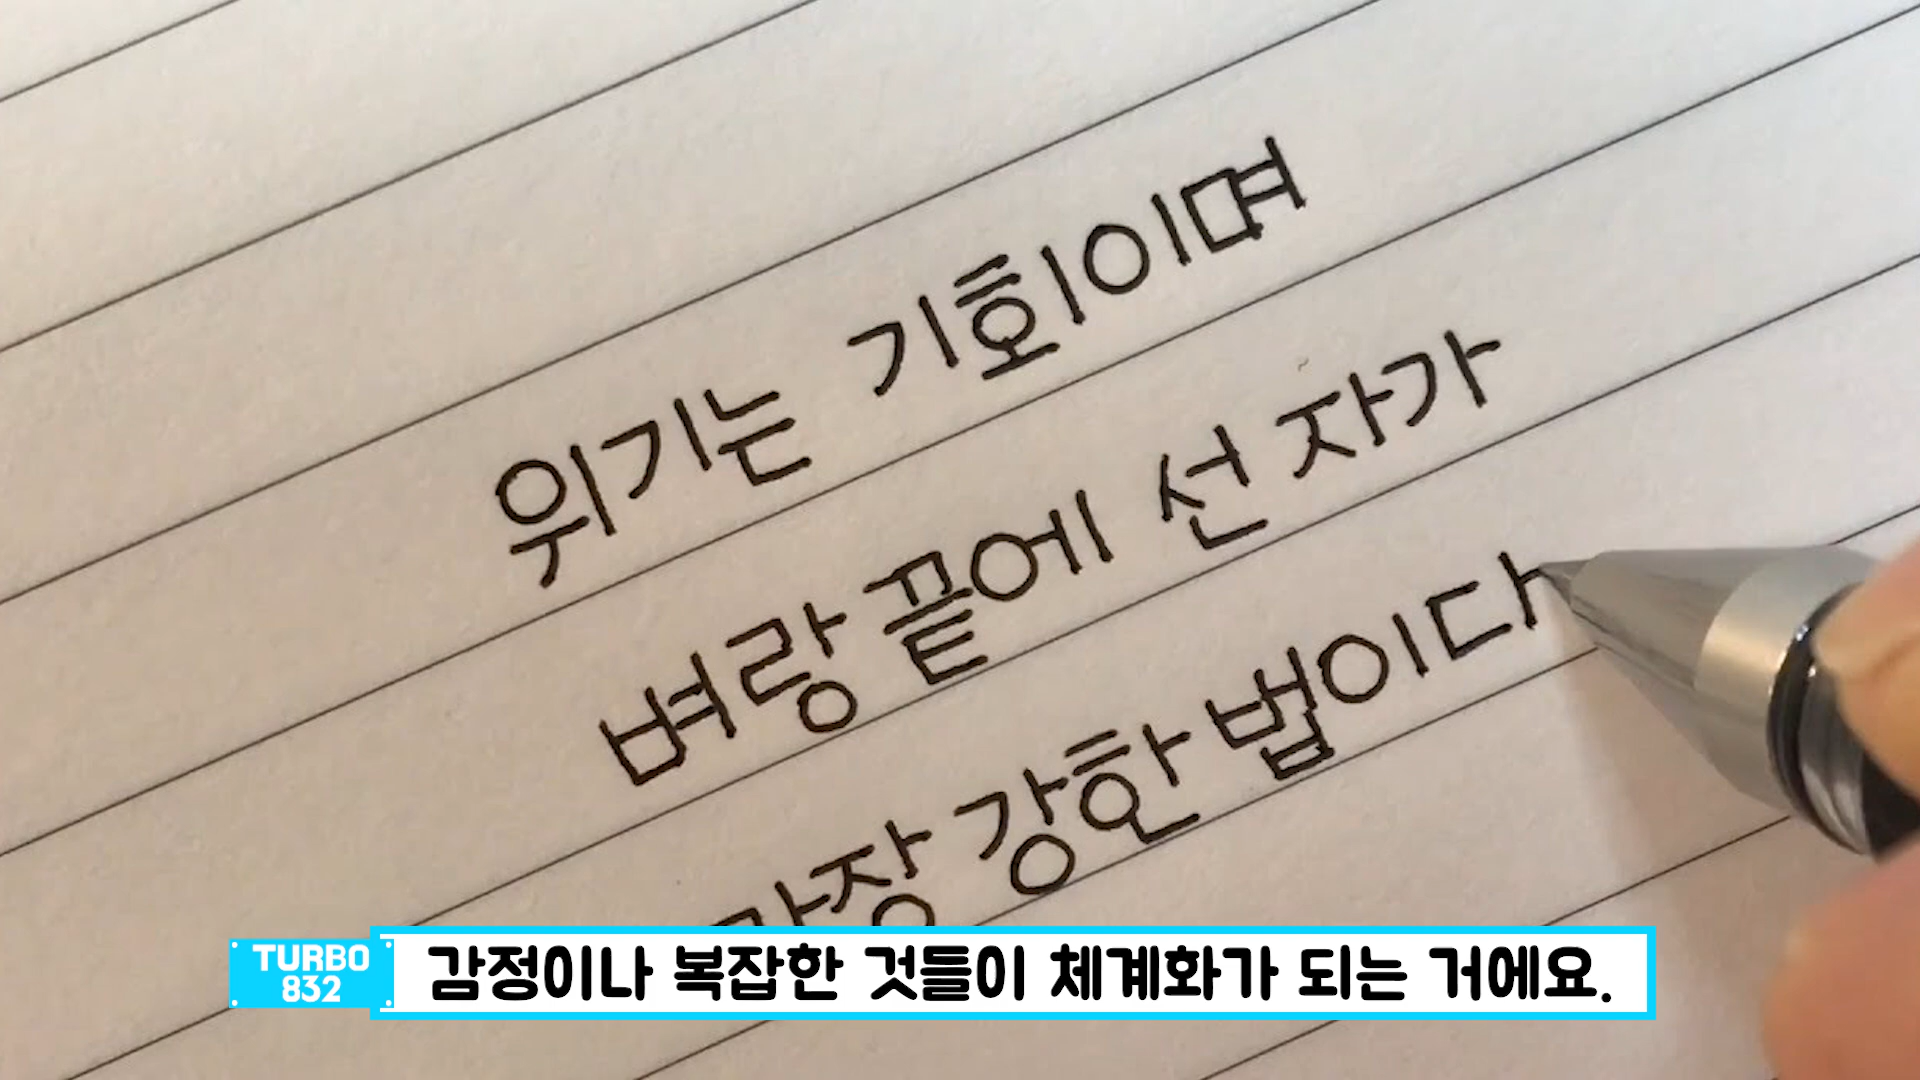 위기는 기회이며
벼랑 끝에 선 자가
가장 강한 법이다
TURBO
832
감정이나 복잡한 것들이 체계화가 되는 거에요.